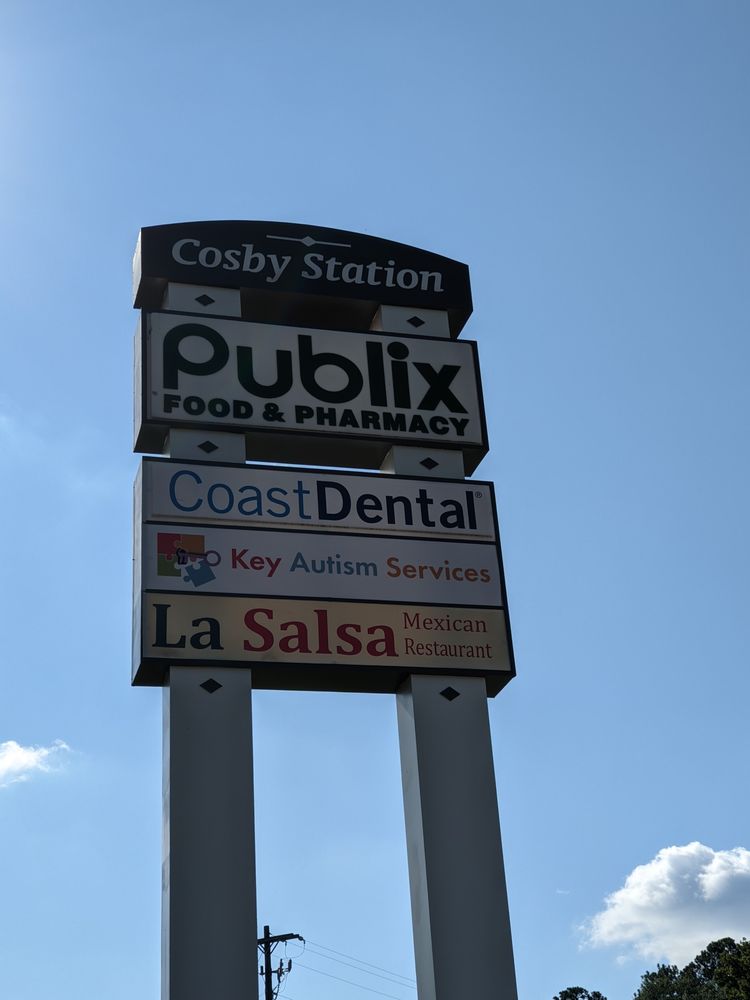 Cosby Station
Publix
FOOD & PHARMACY
CoastDental®
Key Autism Services
La Salsa Mexican
Restaurant